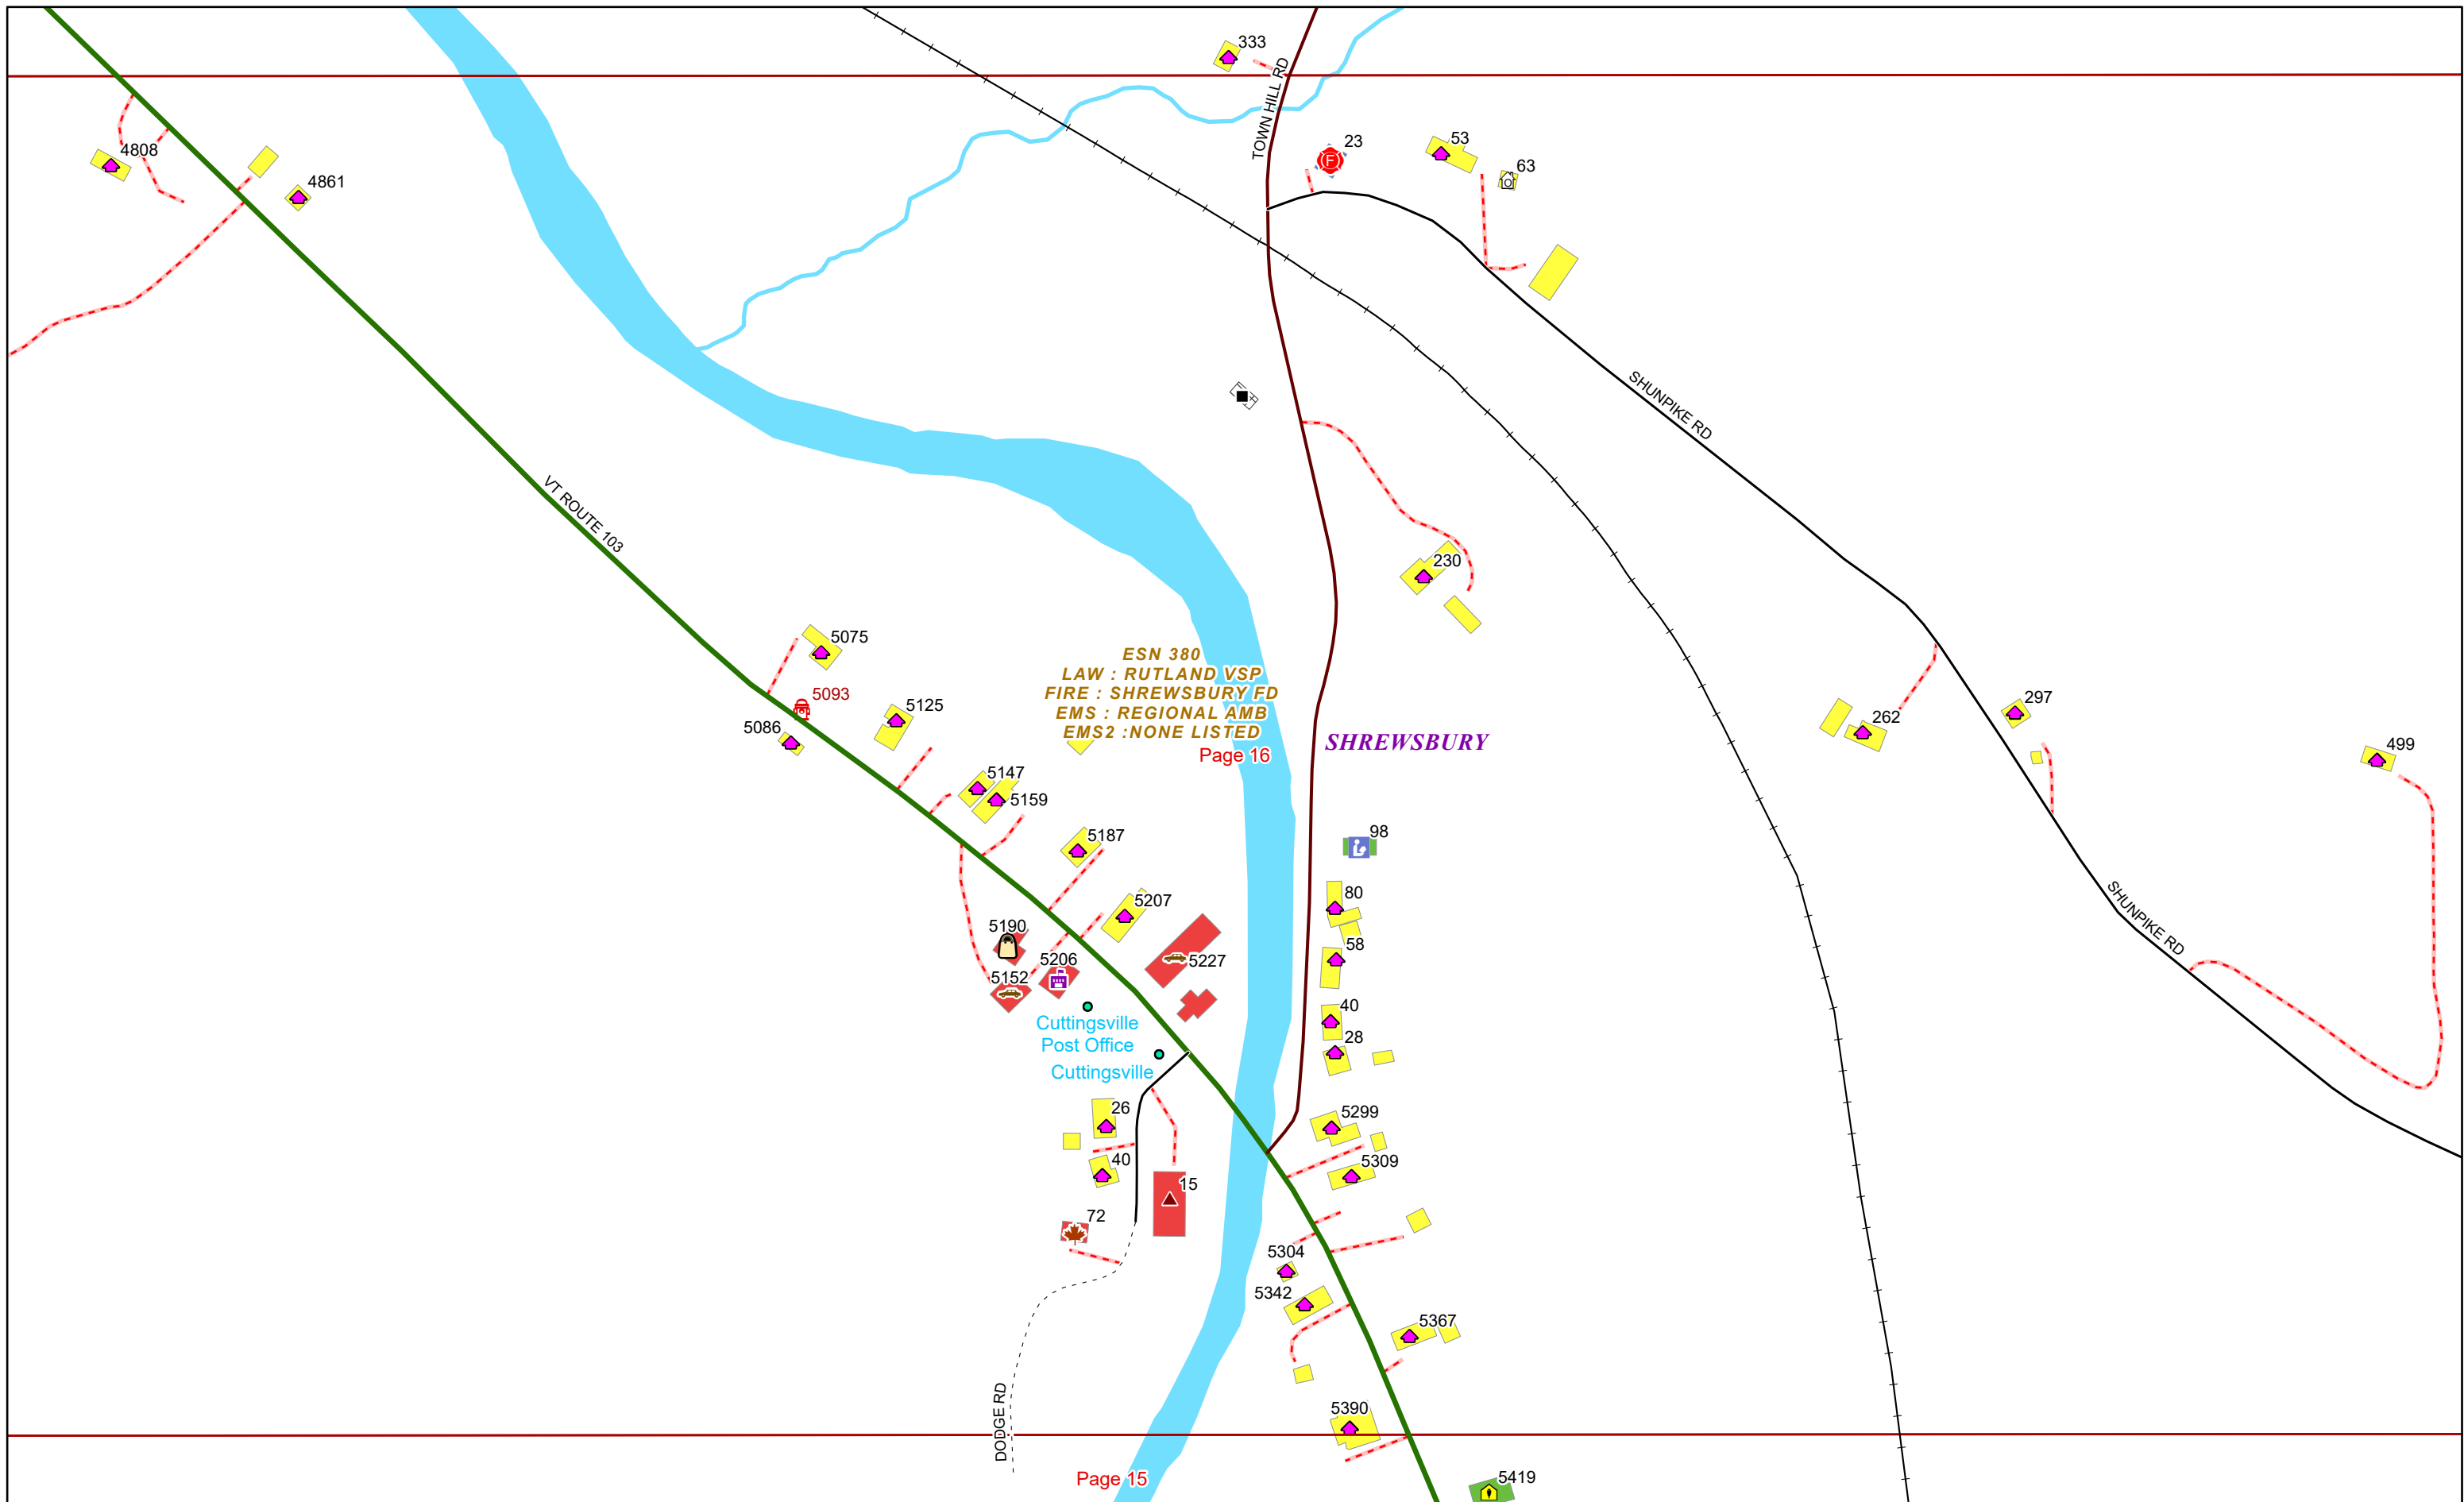 333
TOWN HILL RD
23
53
63
4808
4861
F
SHUNPIKE RD
VT ROUTE 103
230
5075
5093
5125
5086
ESN 380
LAW : RUTLAND VSP
FIRE : SHREWSBURY FD
EMS : REGIONAL AMB
EMS2 :NONE LISTED
Page 16
SHREWSBURY
262
297
499
5147
5159
98
5187
80
5207
SHUNPIKE RD
5190
58
5206
5227
5152
40
Cuttingsville
Post Office
28
Cuttingsville
26
5299
40
5309
15
72
5304
5342
5367
DODGE RD
5390
Page 15
5419